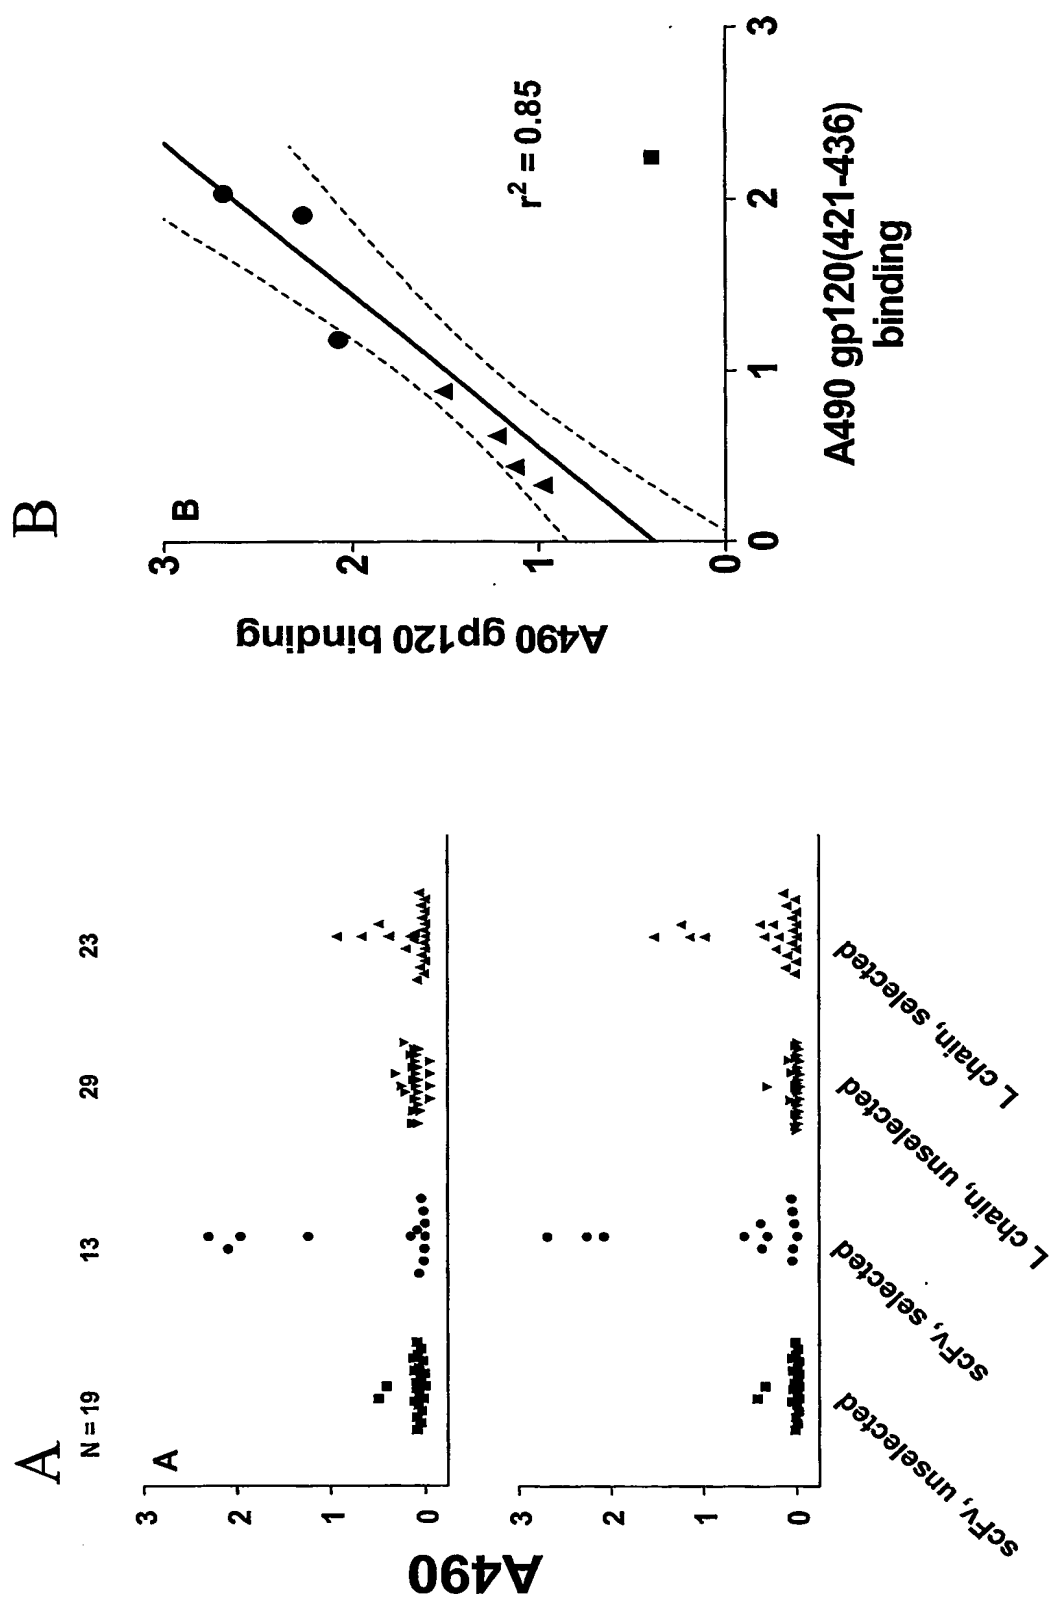 A
N = 19
13
29
23
A
3
2
1
0
3
2
1
0
A490
scFv, unselected
scFv, selected
L chain, unselected
L chain, selected
B
B
3
2
1
0
A490 gp120 binding
r² = 0.85
0
1
2
3
A490 gp120(421-436)
binding